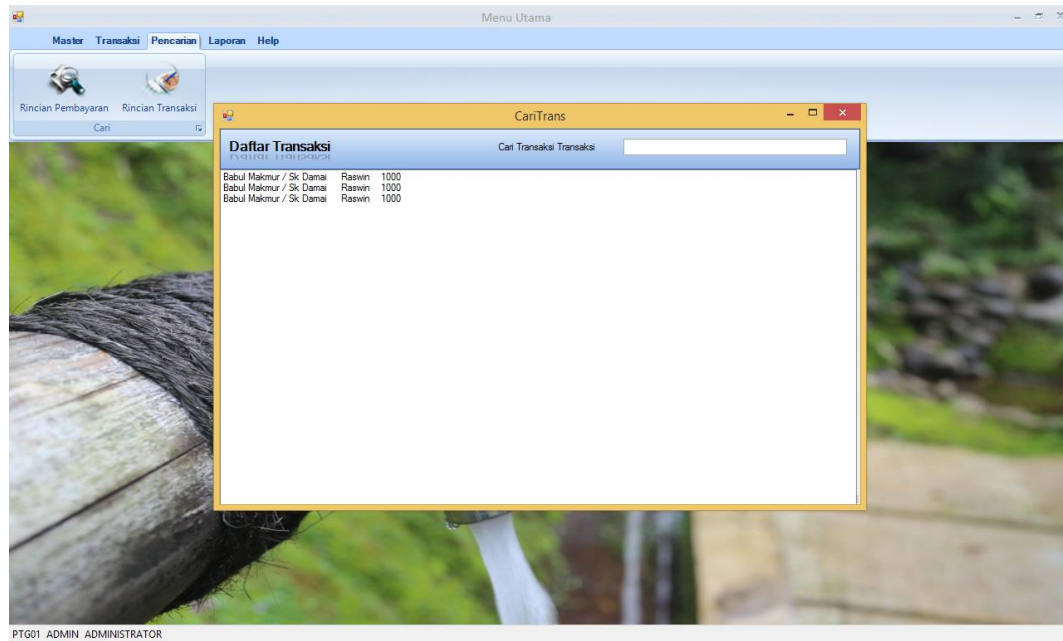 Menu Utama
Master Transaksi Pencarian Laporan Help
Rincian Pembayaran Rincian Transaksi
Cari
CariTrans
Daftar Transaksi Cari Transaksi Transaksi
Babul Makmur / Sk Damai Raswin 1000
Babul Makmur / Sk Damai Raswin 1000
Babul Makmur / Sk Damai Raswin 1000
PTG01 ADMIN ADMINISTRATOR